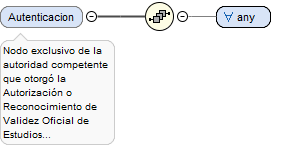 Autenticacion
∀ any
Nodo exclusivo de la
autoridad competente
que otorgó la
Autorización o
Reconocimiento de
Validez Oficial de
Estudios...